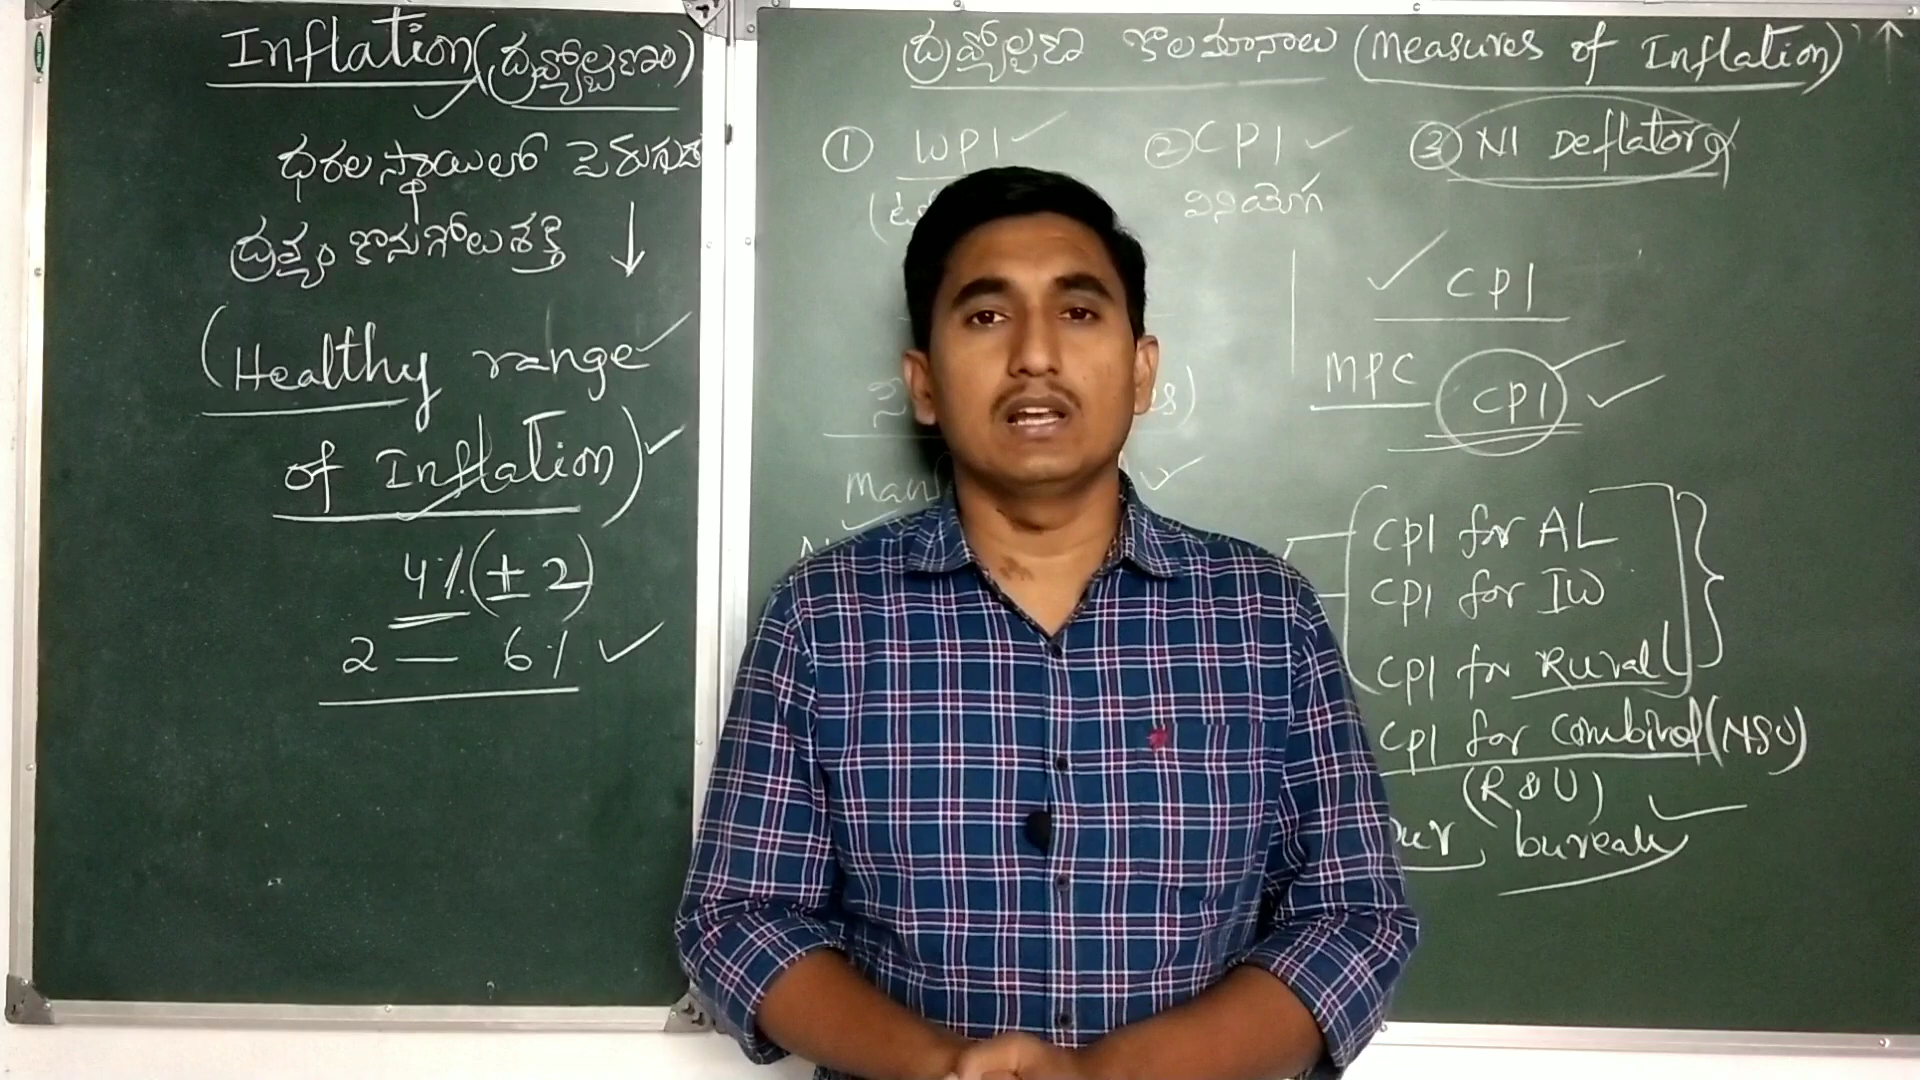 Inflation (ద్రవ్యోల్బణం)
ధరల స్థాయిలో పెరుగుదల
ద్రవ్యం కొనుగోలు శక్తి ↓
(Healthy range
of Inflation)
4% (± 2)
2 — 6%
ద్రవ్యోల్బణ కొలమానాలు (Measures of Inflation) ↑
① WPI ② CPI ③ NI Deflator
వినియోగ
CPI
MPC CPI
CPI for AL
CPI for IW
CPI for Rural
CPI for Combined (NSO)
(R & U)
bureau